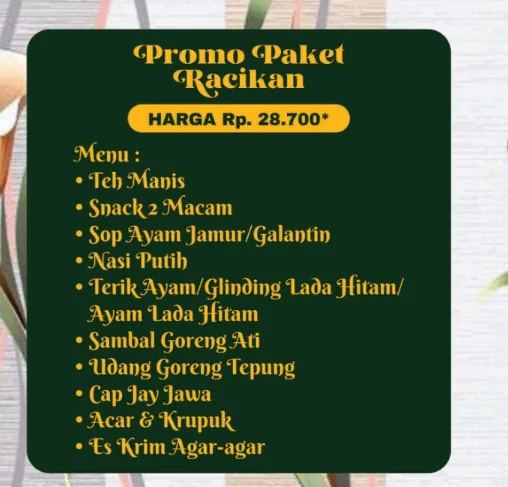 Promo Paket
Racikan
HARGA Rp. 28.700*
Menu :
• Teh Manis
• Snack 2 Macam
• Sop Ayam Jamur/Galantin
• Nasi Putih
• Terik Ayam/Glinding Lada Hitam/
Ayam Lada Hitam
• Sambal Goreng Ati
• Udang Goreng Tepung
• Cap Jay Jawa
• Acar & Krupuk
• Es Krim Agar-agar